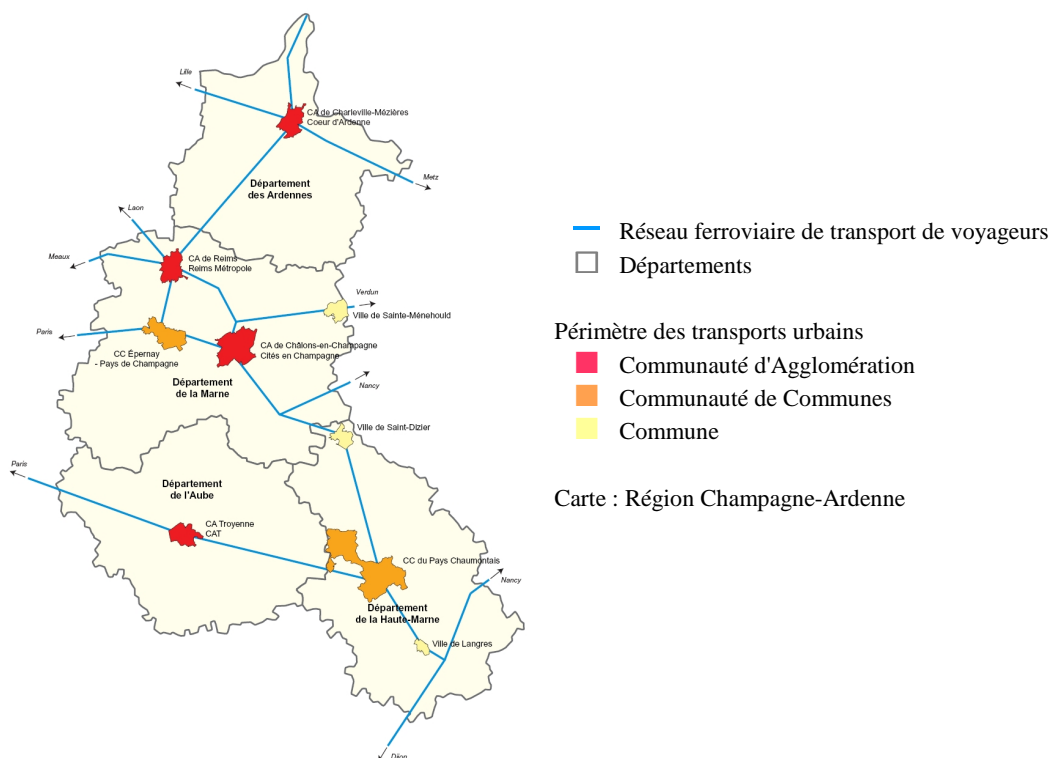 Lille
CA de Charleville-Mézières
Coeur d'Ardenne
Metz
Département
des Ardennes
Laon
CA de Reims
Reims Métropole
Meaux
Verdun
Ville de Sainte-Ménehould
Paris
CC Épernay
- Pays de Champagne
CA de Châlons-en-Champagne
Cités en Champagne
Département
de la Marne
Nancy
Ville de Saint-Dizier
Paris
Département
de l'Aube
CA Troyenne
CAT
CC du Pays Chaumontais
Nancy
Département
de la Haute-Marne
Ville de Langres
Dijon
Réseau ferroviaire de transport de voyageurs
Départements
Périmètre des transports urbains
Communauté d'Agglomération
Communauté de Communes
Commune
Carte : Région Champagne-Ardenne